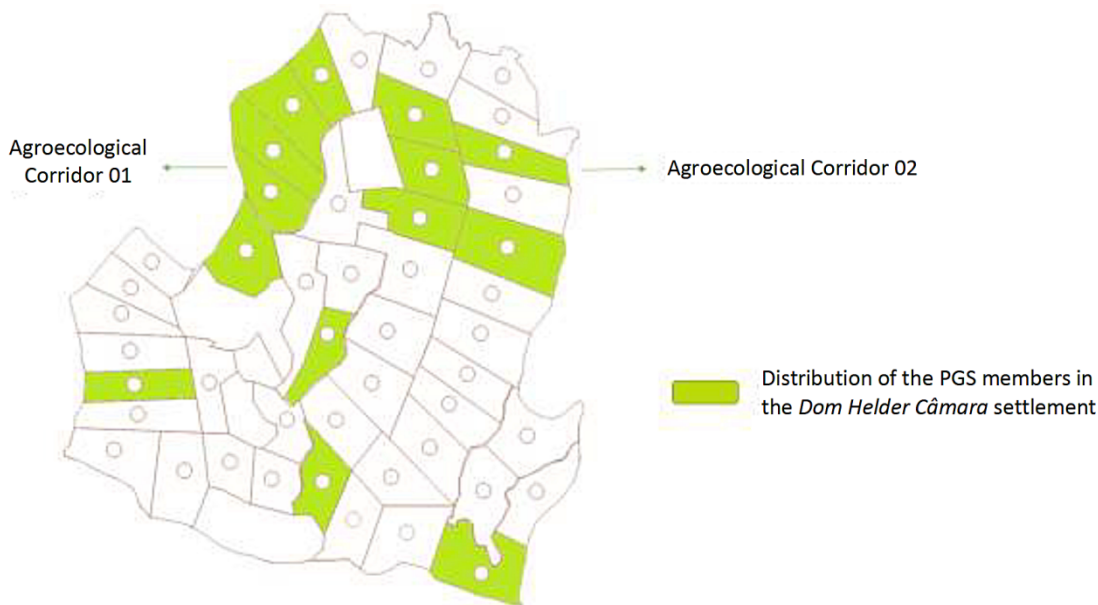 Agroecological
Corridor 01
Agroecological Corridor 02
Distribution of the PGS members in
the Dom Helder Câmara settlement